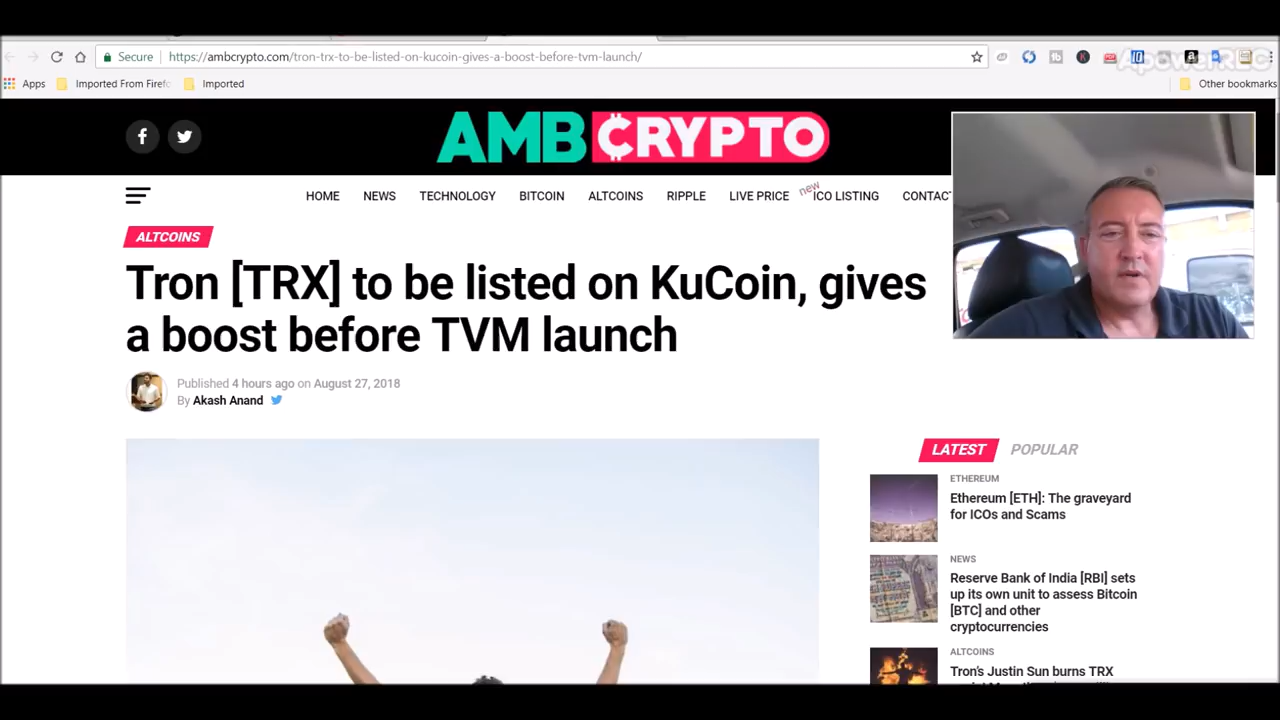 Secure
https://ambcrypto.com/tron-trx-to-be-listed-on-kucoin-gives-a-boost-before-tvm-launch/
ApowerREC
Apps
Imported From Firef
Imported
Other bookmarks
AMBCRYPTO
HOME NEWS TECHNOLOGY BITCOIN ALTCOINS RIPPLE LIVE PRICE new ICO LISTING CONTAC
ALTCOINS
Tron [TRX] to be listed on KuCoin, gives
a boost before TVM launch
Published 4 hours ago on August 27, 2018
By Akash Anand
LATEST POPULAR
ETHEREUM
Ethereum [ETH]: The graveyard
for ICOs and Scams
NEWS
Reserve Bank of India [RBI] sets
up its own unit to assess Bitcoin
[BTC] and other
cryptocurrencies
ALTCOINS
Tron's Justin Sun burns TRX